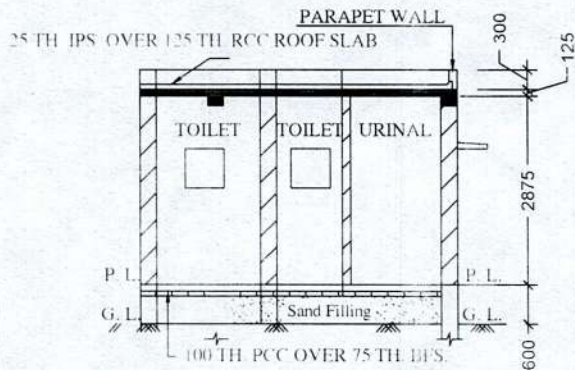 PARAPET WALL
25 TH. IPS. OVER 125 TH. RCC ROOF SLAB
300
125
TOILET TOILET URINAL
2875
P. L. P. L.
G. L. Sand Filling G. L.
600
100 TH. PCC OVER 75 TH. BFS.